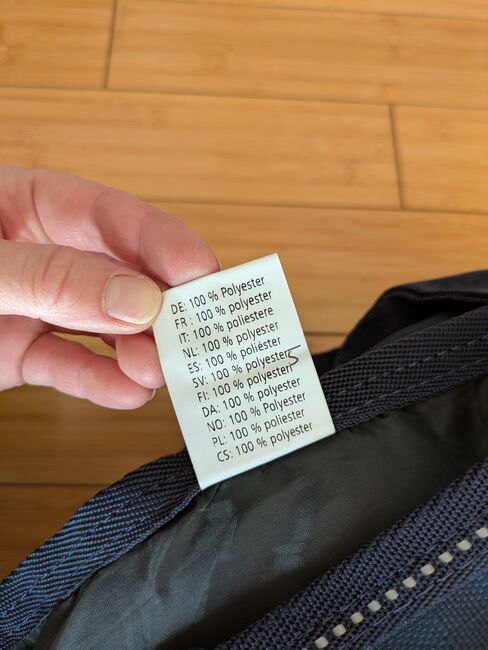 DE: 100 % Polyester
FR : 100 % polyester
IT: 100 % poliestere
NL: 100 % polyester
ES: 100 % poliéster
SV: 100 % polyester
FI: 100 % polyesteri
DA: 100 % polyester
NO: 100 % Polyester
PL: 100 % poliester
CS: 100 % polyester